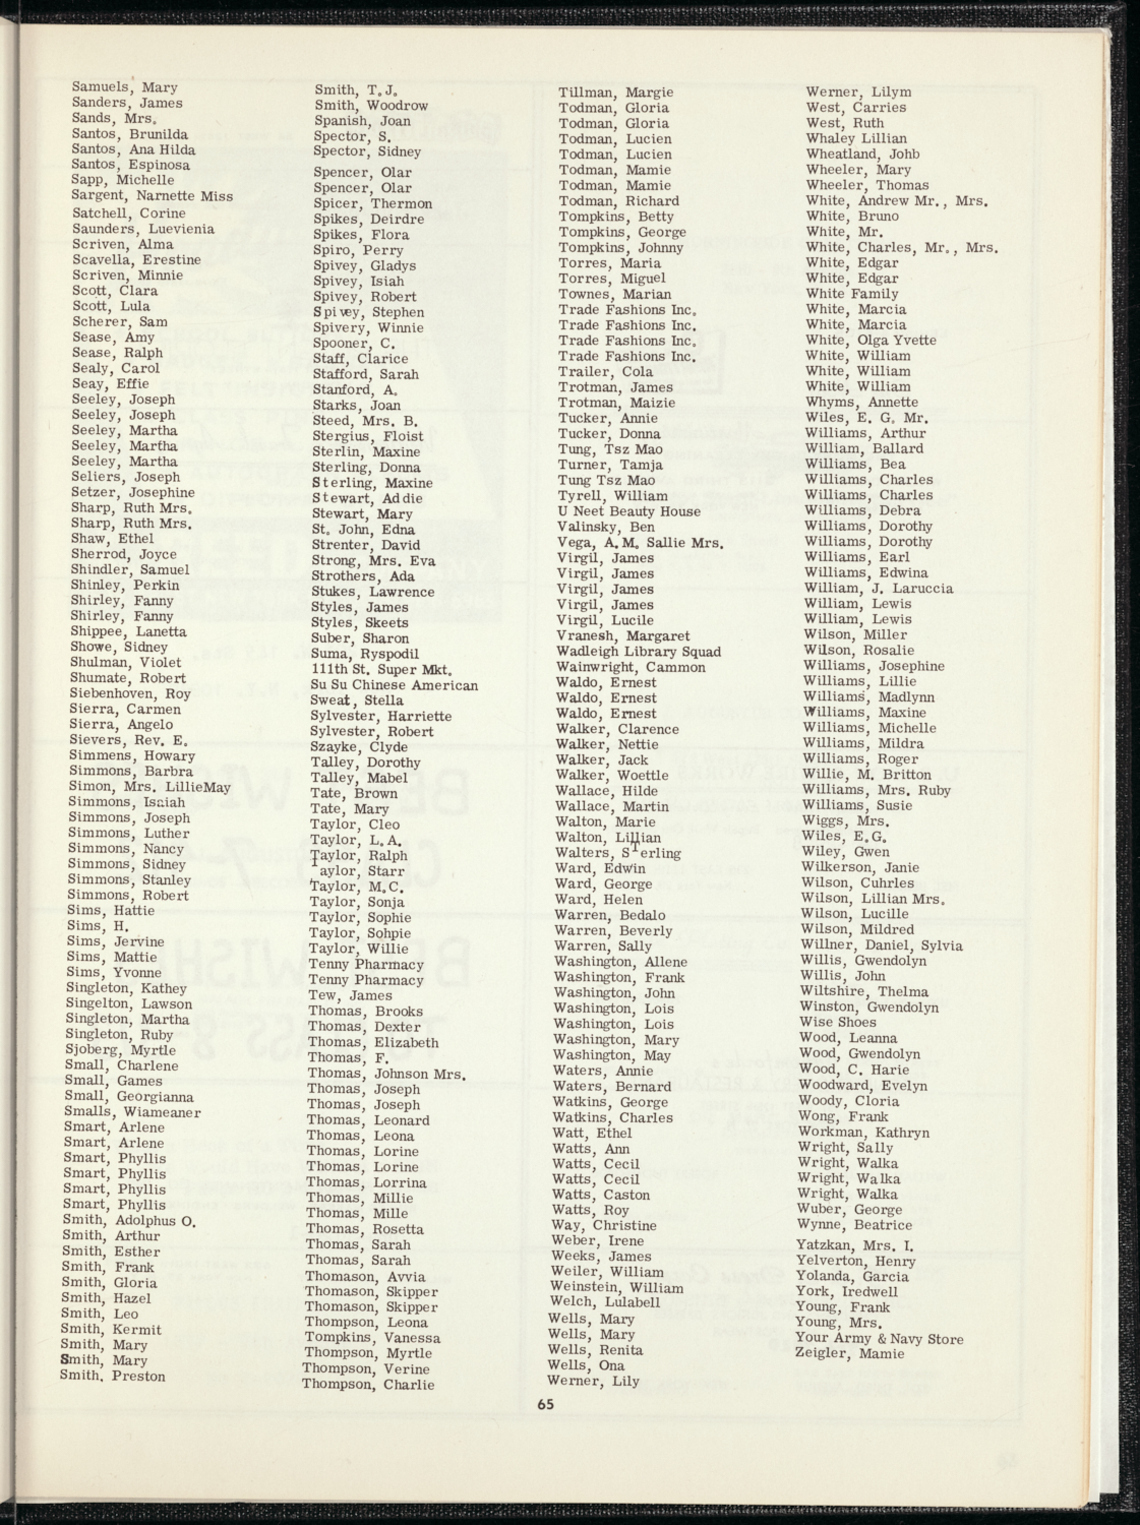 Samuels, Mary
Sanders, James
Sands, Mrs.
Santos, Brunilda
Santos, Ana Hilda
Santos, Espinosa
Sapp, Michelle
Sargent, Narnette Miss
Satchell, Corine
Saunders, Luevienia
Scriven, Alma
Scavella, Erestine
Scriven, Minnie
Scott, Clara
Scott, Lula
Scherer, Sam
Sease, Amy
Sease, Ralph
Sealy, Carol
Seay, Effie
Seeley, Joseph
Seeley, Joseph
Seeley, Martha
Seeley, Martha
Seeley, Martha
Seliers, Joseph
Setzer, Josephine
Sharp, Ruth Mrs.
Sharp, Ruth Mrs.
Shaw, Ethel
Sherrod, Joyce
Shindler, Samuel
Shinley, Perkin
Shirley, Fanny
Shirley, Fanny
Shippee, Lanetta
Showe, Sidney
Shulman, Violet
Shumate, Robert
Siebenhoven, Roy
Sierra, Carmen
Sierra, Angelo
Sievers, Rev. E.
Simmens, Howary
Simmons, Barbra
Simon, Mrs. LillieMay
Simmons, Isaiah
Simmons, Joseph
Simmons, Luther
Simmons, Nancy
Simmons, Sidney
Simmons, Stanley
Simmons, Robert
Sims, Hattie
Sims, H.
Sims, Jervine
Sims, Mattie
Sims, Yvonne
Singleton, Kathey
Singelton, Lawson
Singleton, Martha
Singleton, Ruby
Sjoberg, Myrtle
Small, Charlene
Small, Games
Small, Georgianna
Smalls, Wiameaner
Smart, Arlene
Smart, Arlene
Smart, Phyllis
Smart, Phyllis
Smart, Phyllis
Smart, Phyllis
Smith, Adolphus O.
Smith, Arthur
Smith, Esther
Smith, Frank
Smith, Gloria
Smith, Hazel
Smith, Leo
Smith, Kermit
Smith, Mary
Smith, Mary
Smith. Preston
Smith, T.J.
Smith, Woodrow
Spanish, Joan
Spector, S.
Spector, Sidney
Spencer, Olar
Spencer, Olar
Spicer, Thermon
Spikes, Deirdre
Spikes, Flora
Spiro, Perry
Spivey, Gladys
Spivey, Isiah
Spivey, Robert
Spivey, Stephen
Spivery, Winnie
Spooner, C.
Staff, Clarice
Stafford, Sarah
Stanford, A.
Starks, Joan
Steed, Mrs. B.
Stergius, Floist
Sterlin, Maxine
Sterling, Donna
Sterling, Maxine
Stewart, Addie
Stewart, Mary
St. John, Edna
Strenter, David
Strong, Mrs. Eva
Strothers, Ada
Stukes, Lawrence
Styles, James
Styles, Skeets
Suber, Sharon
Suma, Ryspodil
111th St. Super Mkt.
Su Su Chinese American
Sweat, Stella
Sylvester, Harriette
Sylvester, Robert
Szayke, Clyde
Talley, Dorothy
Talley, Mabel
Tate, Brown
Tate, Mary
Taylor, Cleo
Taylor, L.A.
Taylor, Ralph
Taylor, Starr
Taylor, M.C.
Taylor, Sonja
Taylor, Sophie
Taylor, Sohpie
Taylor, Willie
Tenny Pharmacy
Tenny Pharmacy
Tew, James
Thomas, Brooks
Thomas, Dexter
Thomas, Elizabeth
Thomas, F.
Thomas, Johnson Mrs.
Thomas, Joseph
Thomas, Joseph
Thomas, Leonard
Thomas, Leona
Thomas, Lorine
Thomas, Lorine
Thomas, Lorrina
Thomas, Millie
Thomas, Mille
Thomas, Rosetta
Thomas, Sarah
Thomas, Sarah
Thomason, Avvia
Thomason, Skipper
Thomason, Skipper
Thompson, Leona
Tompkins, Vanessa
Thompson, Myrtle
Thompson, Verine
Thompson, Charlie
Tillman, Margie
Todman, Gloria
Todman, Gloria
Todman, Lucien
Todman, Lucien
Todman, Mamie
Todman, Mamie
Todman, Richard
Tompkins, Betty
Tompkins, George
Tompkins, Johnny
Torres, Maria
Torres, Miguel
Townes, Marian
Trade Fashions Inc.
Trade Fashions Inc.
Trade Fashions Inc.
Trade Fashions Inc.
Trailer, Cola
Trotman, James
Trotman, Maizie
Tucker, Annie
Tucker, Donna
Tung, Tsz Mao
Turner, Tamja
Tung Tsz Mao
Tyrell, William
U Neet Beauty House
Valinsky, Ben
Vega, A.M. Sallie Mrs.
Virgil, James
Virgil, James
Virgil, James
Virgil, James
Virgil, Lucile
Vranesh, Margaret
Wadleigh Library Squad
Wainwright, Cammon
Waldo, Ernest
Waldo, Ernest
Waldo, Ernest
Walker, Clarence
Walker, Nettie
Walker, Jack
Walker, Woettle
Wallace, Hilde
Wallace, Martin
Walton, Marie
Walton, Lillian
Walters, STerling
Ward, Edwin
Ward, George
Ward, Helen
Warren, Bedalo
Warren, Beverly
Warren, Sally
Washington, Allene
Washington, Frank
Washington, John
Washington, Lois
Washington, Lois
Washington, Mary
Washington, May
Waters, Annie
Waters, Bernard
Watkins, George
Watkins, Charles
Watt, Ethel
Watts, Ann
Watts, Cecil
Watts, Cecil
Watts, Caston
Watts, Roy
Way, Christine
Weber, Irene
Weeks, James
Weiler, William
Weinstein, William
Welch, Lulabell
Wells, Mary
Wells, Mary
Wells, Renita
Wells, Ona
Werner, Lily
Werner, Lilym
West, Carries
West, Ruth
Whaley Lillian
Wheatland, Johb
Wheeler, Mary
Wheeler, Thomas
White, Andrew Mr., Mrs.
White, Bruno
White, Mr.
White, Charles, Mr., Mrs.
White, Edgar
White, Edgar
White Family
White, Marcia
White, Marcia
White, Olga Yvette
White, William
White, William
White, William
Whyms, Annette
Wiles, E. G. Mr.
Williams, Arthur
William, Ballard
Williams, Bea
Williams, Charles
Williams, Charles
Williams, Debra
Williams, Dorothy
Williams, Dorothy
Williams, Earl
Williams, Edwina
William, J. Laruccia
William, Lewis
William, Lewis
Wilson, Miller
Wilson, Rosalie
Williams, Josephine
Williams, Lillie
Williams, Madlynn
Williams, Maxine
Williams, Michelle
Williams, Mildra
Williams, Roger
Willie, M. Britton
Williams, Mrs. Ruby
Williams, Susie
Wiggs, Mrs.
Wiles, E.G.
Wiley, Gwen
Wilkerson, Janie
Wilson, Cuhrles
Wilson, Lillian Mrs.
Wilson, Lucille
Wilson, Mildred
Willner, Daniel, Sylvia
Willis, Gwendolyn
Willis, John
Wiltshire, Thelma
Winston, Gwendolyn
Wise Shoes
Wood, Leanna
Wood, Gwendolyn
Wood, C. Harie
Woodward, Evelyn
Woody, Cloria
Wong, Frank
Workman, Kathryn
Wright, Sally
Wright, Walka
Wright, Walka
Wright, Walka
Wuber, George
Wynne, Beatrice
Yatzkan, Mrs. I.
Yelverton, Henry
Yolanda, Garcia
York, Iredwell
Young, Frank
Young, Mrs.
Your Army & Navy Store
Zeigler, Mamie
65